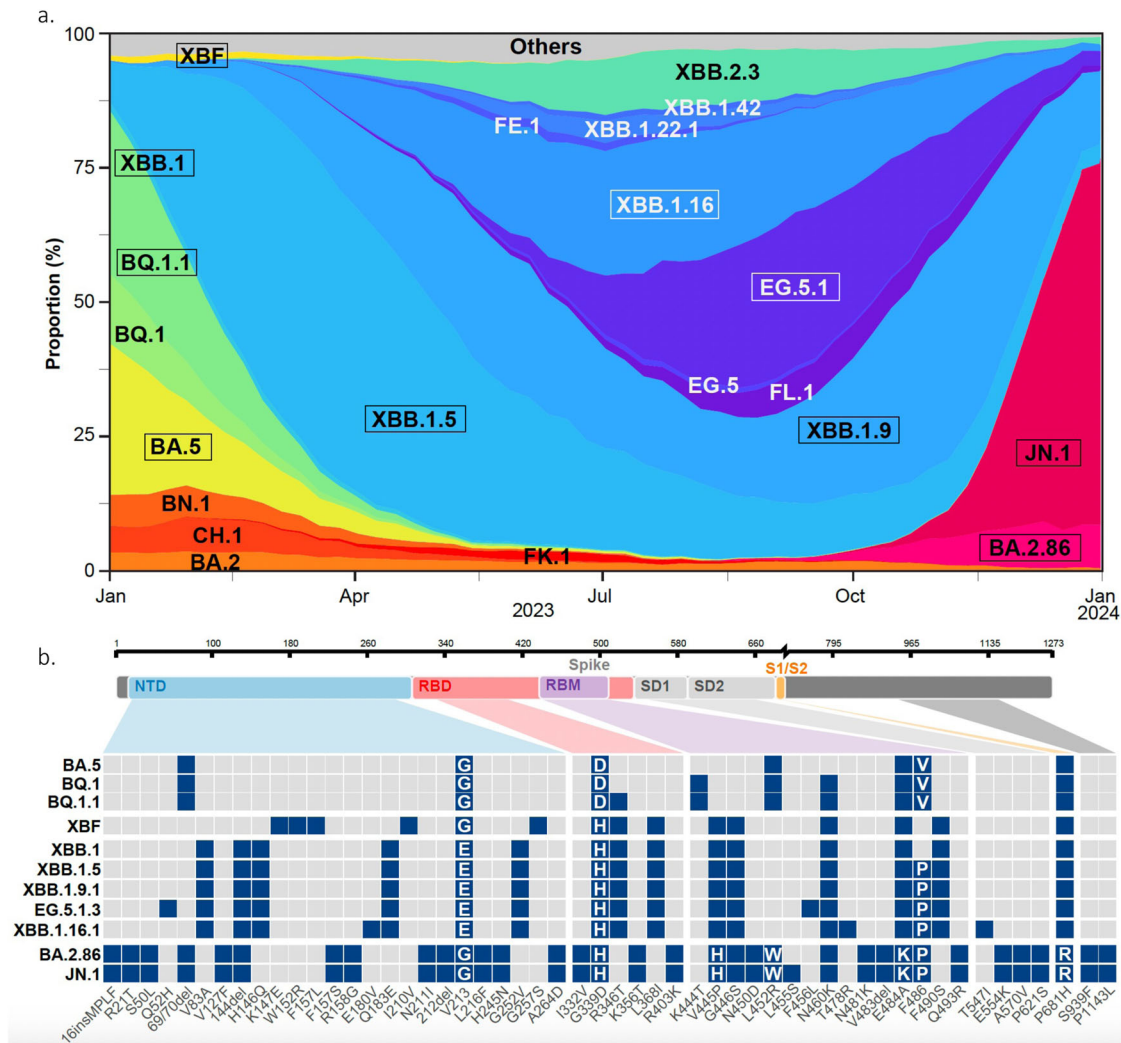 a.
100
75
50
25
0
Proportion (%)
Others
XBF
XBB.2.3
XBB.1.42
FE.1
XBB.1.22.1
XBB.1
XBB.1.16
BQ.1.1
EG.5.1
BQ.1
EG.5
FL.1
XBB.1.5
XBB.1.9
BA.5
JN.1
BN.1
CH.1
FK.1
BA.2.86
BA.2
Jan Apr Jul Oct Jan
2023 2024
b.
1 100 180 260 340 420 500 580 660 795 965 1135 1273
Spike S1/S2
NTD RBD RBM SD1 SD2
BA.5 G D V
BQ.1 G D V
BQ.1.1 G D V
XBF G H
XBB.1 E H
XBB.1.5 E H P
XBB.1.9.1 E H P
EG.5.1.3 E H P
XBB.1.16.1 E H P
BA.2.86 G H H W K P R
JN.1 G H H W K P R
16insMPLF
R21T
S50L
Q52H
69/70del
V83A
V127F
144del
H146Q
K147E
W152R
F157L
F157S
R158G
E180V
Q183E
I210V
N211I
212del
V213
L216F
H245N
G252V
G257S
A264D
I332V
G339D
R346T
K356T
L368I
R403K
K444T
V445P
G446S
N450D
L452R
L455S
F456L
N460K
T478R
N481K
V483del
E484A
F486
F490S
Q493R
T547I
E554K
A570V
P621S
P681H
S939F
P1143L